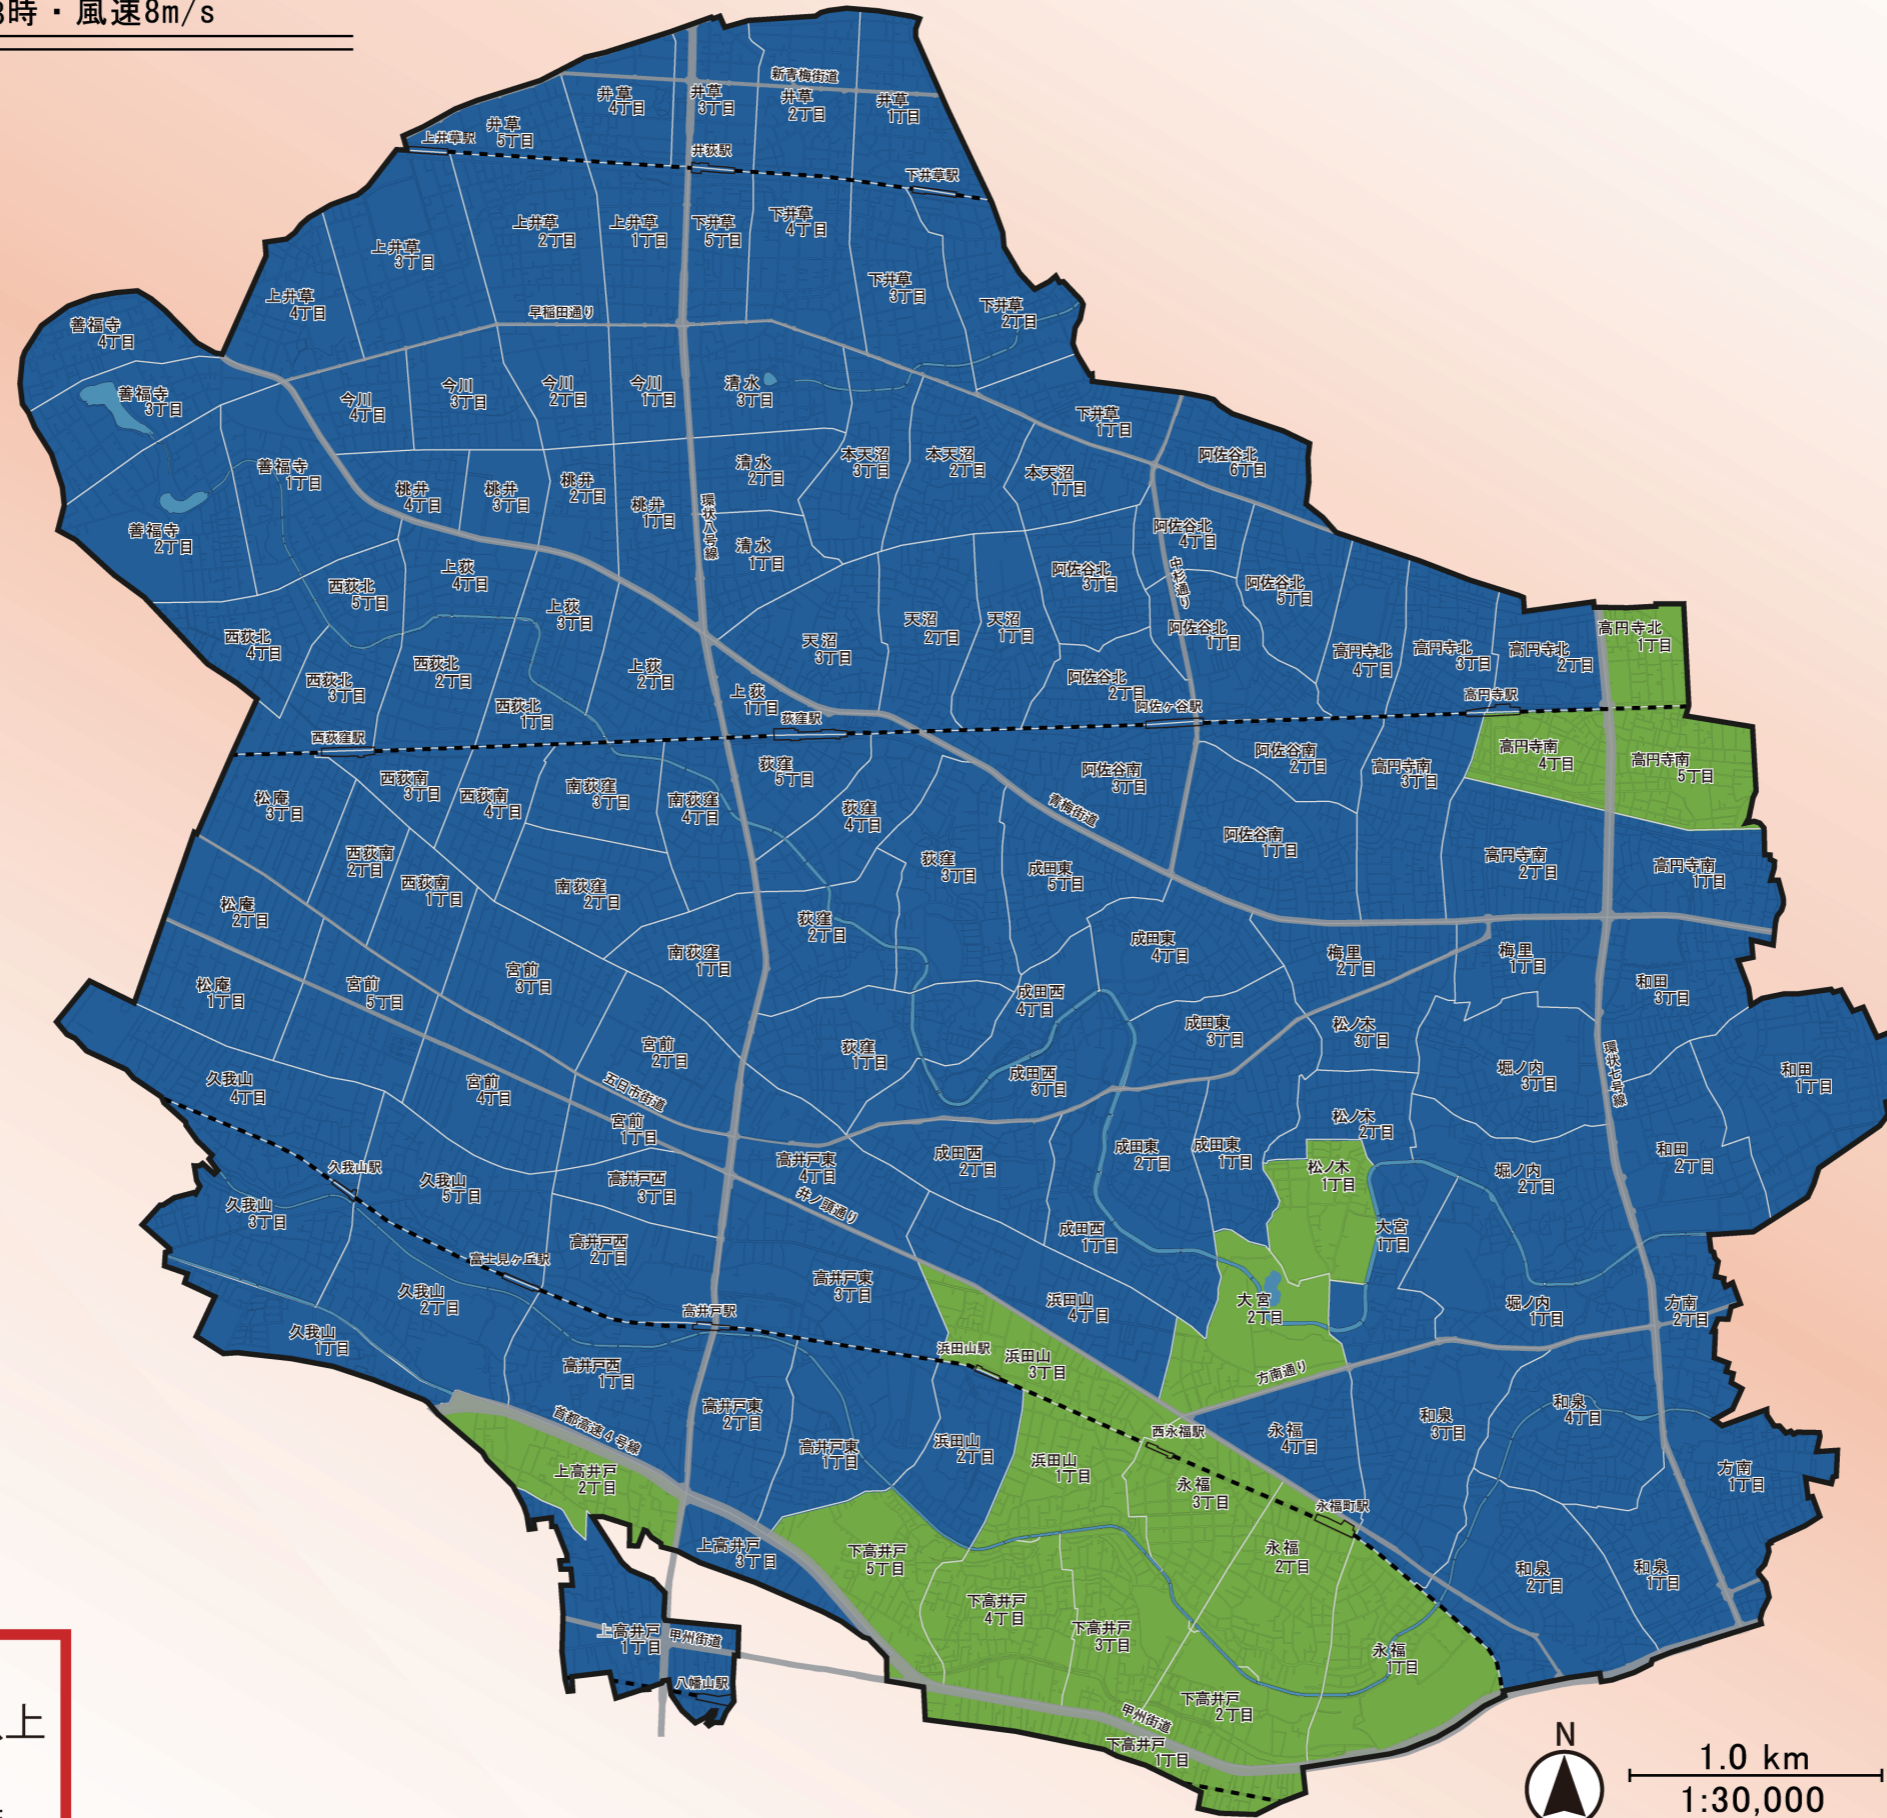 時・風速8m/s
新青梅街道
井草
4丁目
井草
3丁目
井草
2丁目
井草
1丁目
井草
5丁目
上井草駅
井荻駅
下井草駅
上井草
3丁目
上井草
2丁目
上井草
1丁目
下井草
5丁目
下井草
4丁目
下井草
3丁目
下井草
2丁目
上井草
4丁目
早稲田通り
善福寺
4丁目
善福寺
3丁目
今川
4丁目
今川
3丁目
今川
2丁目
今川
1丁目
清水
3丁目
下井草
1丁目
善福寺
1丁目
善福寺
2丁目
桃井
4丁目
桃井
3丁目
桃井
2丁目
桃井
1丁目
環状八号線
清水
2丁目
清水
1丁目
本天沼
3丁目
本天沼
2丁目
本天沼
1丁目
阿佐谷北
6丁目
阿佐谷北
4丁目
中杉通り
阿佐谷北
3丁目
阿佐谷北
5丁目
西荻北
5丁目
上荻
4丁目
上荻
3丁目
西荻北
4丁目
西荻北
3丁目
西荻北
2丁目
西荻北
1丁目
上荻
2丁目
上荻
1丁目
天沼
3丁目
天沼
2丁目
天沼
1丁目
阿佐谷北
1丁目
阿佐谷北
2丁目
高円寺北
4丁目
高円寺北
3丁目
高円寺北
2丁目
高円寺北
1丁目
西荻窪駅
荻窪駅
阿佐ヶ谷駅
高円寺駅
松庵
3丁目
西荻南
3丁目
西荻南
4丁目
南荻窪
3丁目
南荻窪
4丁目
荻窪
5丁目
荻窪
4丁目
阿佐谷南
3丁目
阿佐谷南
2丁目
高円寺南
3丁目
高円寺南
4丁目
高円寺南
5丁目
青梅街道
西荻南
2丁目
西荻南
1丁目
南荻窪
2丁目
荻窪
3丁目
成田東
5丁目
阿佐谷南
1丁目
高円寺南
2丁目
高円寺南
1丁目
松庵
2丁目
荻窪
2丁目
南荻窪
1丁目
成田東
4丁目
梅里
2丁目
梅里
1丁目
松庵
1丁目
宮前
5丁目
宮前
3丁目
成田西
4丁目
和田
3丁目
成田東
3丁目
松ノ木
3丁目
宮前
2丁目
荻窪
1丁目
成田西
3丁目
堀ノ内
3丁目
環状七号線
和田
1丁目
久我山
4丁目
宮前
4丁目
五日市街道
宮前
1丁目
松ノ木
2丁目
久我山駅
久我山
5丁目
高井戸西
3丁目
高井戸東
4丁目
成田西
2丁目
成田東
2丁目
成田東
1丁目
松ノ木
1丁目
堀ノ内
2丁目
和田
2丁目
久我山
3丁目
井ノ頭通り
成田西
1丁目
大宮
1丁目
富士見ヶ丘駅
高井戸西
2丁目
久我山
2丁目
高井戸東
3丁目
浜田山
4丁目
大宮
2丁目
堀ノ内
1丁目
方南
2丁目
久我山
1丁目
高井戸駅
浜田山駅
浜田山
3丁目
高井戸西
1丁目
方南通り
首都高速4号線
高井戸東
2丁目
高井戸東
1丁目
浜田山
2丁目
浜田山
1丁目
西永福駅
永福
4丁目
和泉
3丁目
和泉
4丁目
方南
1丁目
上高井戸
2丁目
永福
3丁目
永福町駅
上高井戸
3丁目
下高井戸
5丁目
永福
2丁目
和泉
2丁目
和泉
1丁目
下高井戸
4丁目
下高井戸
3丁目
上高井戸
1丁目
甲州街道
永福
1丁目
八幡山駅
下高井戸
2丁目
甲州街道
下高井戸
1丁目
上
N
1.0 km
1:30,000